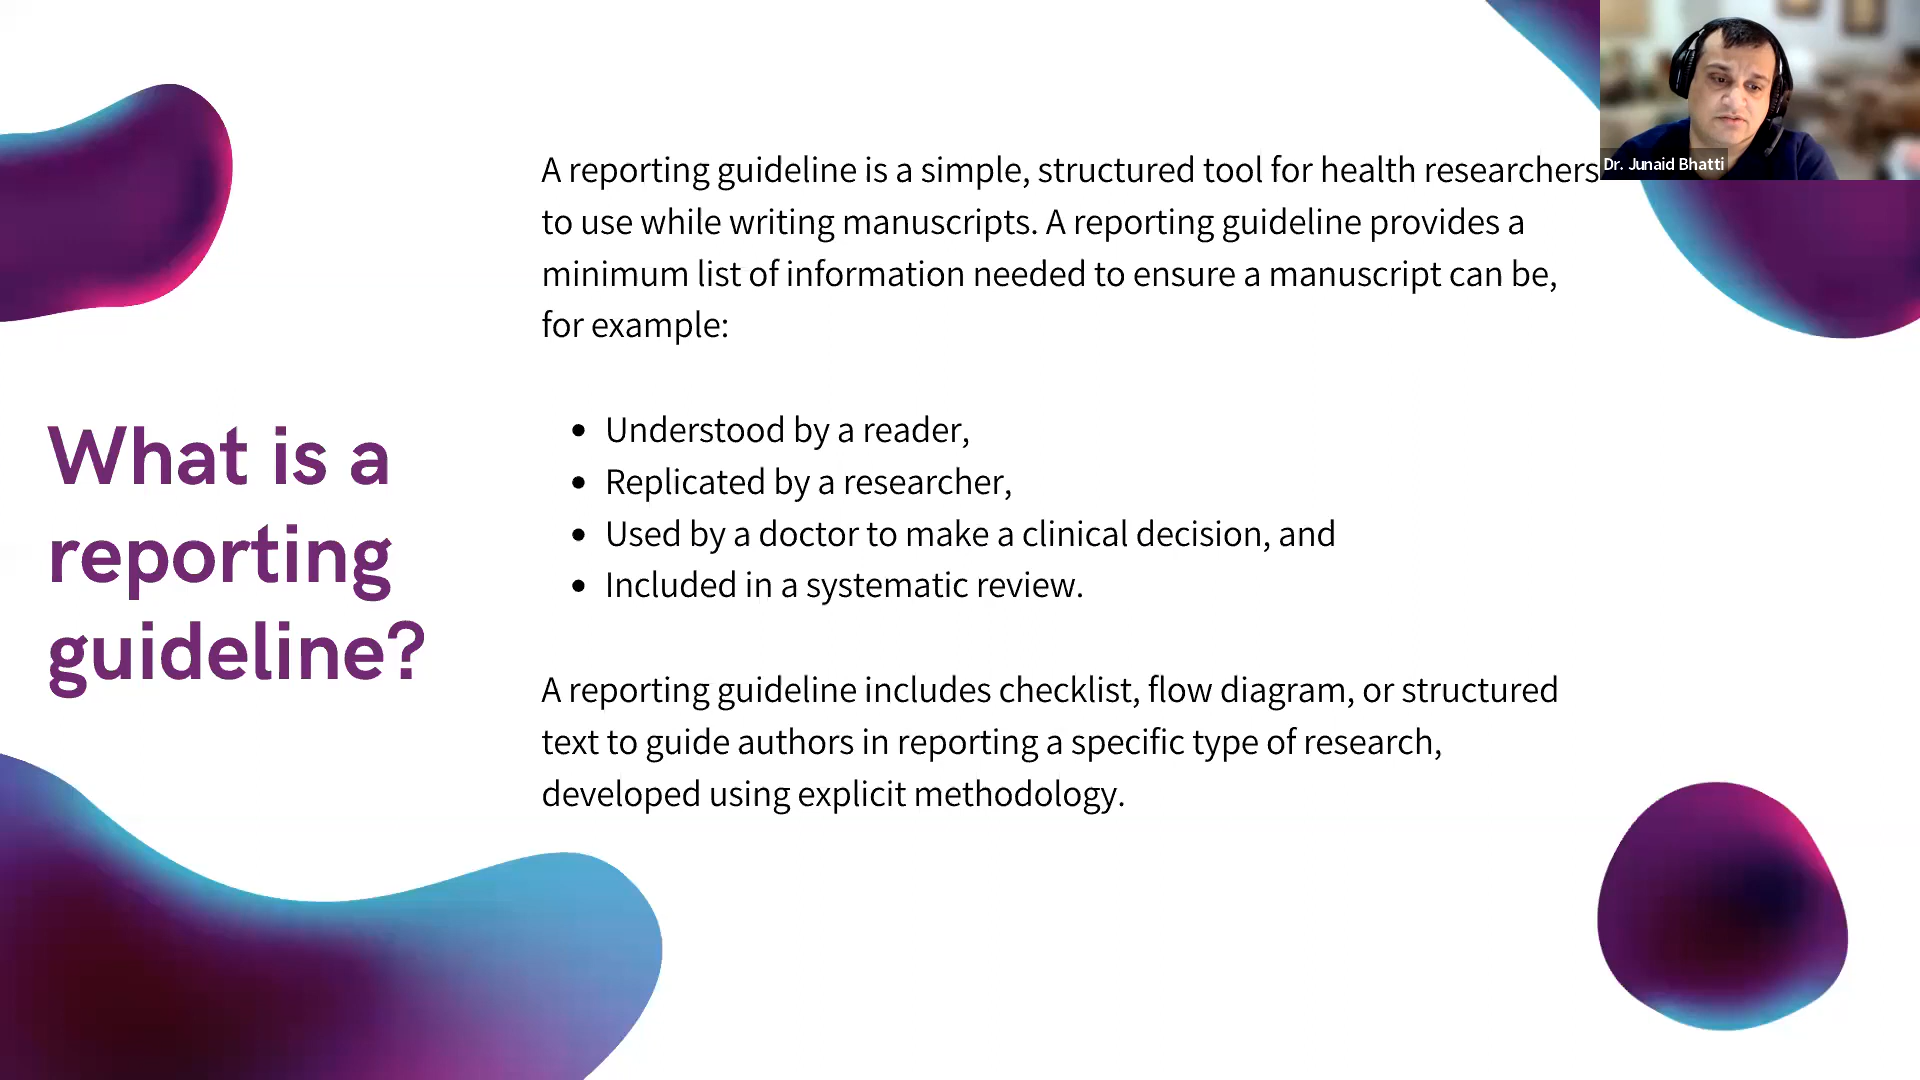 What is a
reporting
guideline?
A reporting guideline is a simple, structured tool for health researchers
to use while writing manuscripts. A reporting guideline provides a
minimum list of information needed to ensure a manuscript can be,
for example:
• Understood by a reader,
• Replicated by a researcher,
• Used by a doctor to make a clinical decision, and
• Included in a systematic review.
A reporting guideline includes checklist, flow diagram, or structured
text to guide authors in reporting a specific type of research,
developed using explicit methodology.
Dr. Junaid Bhatti